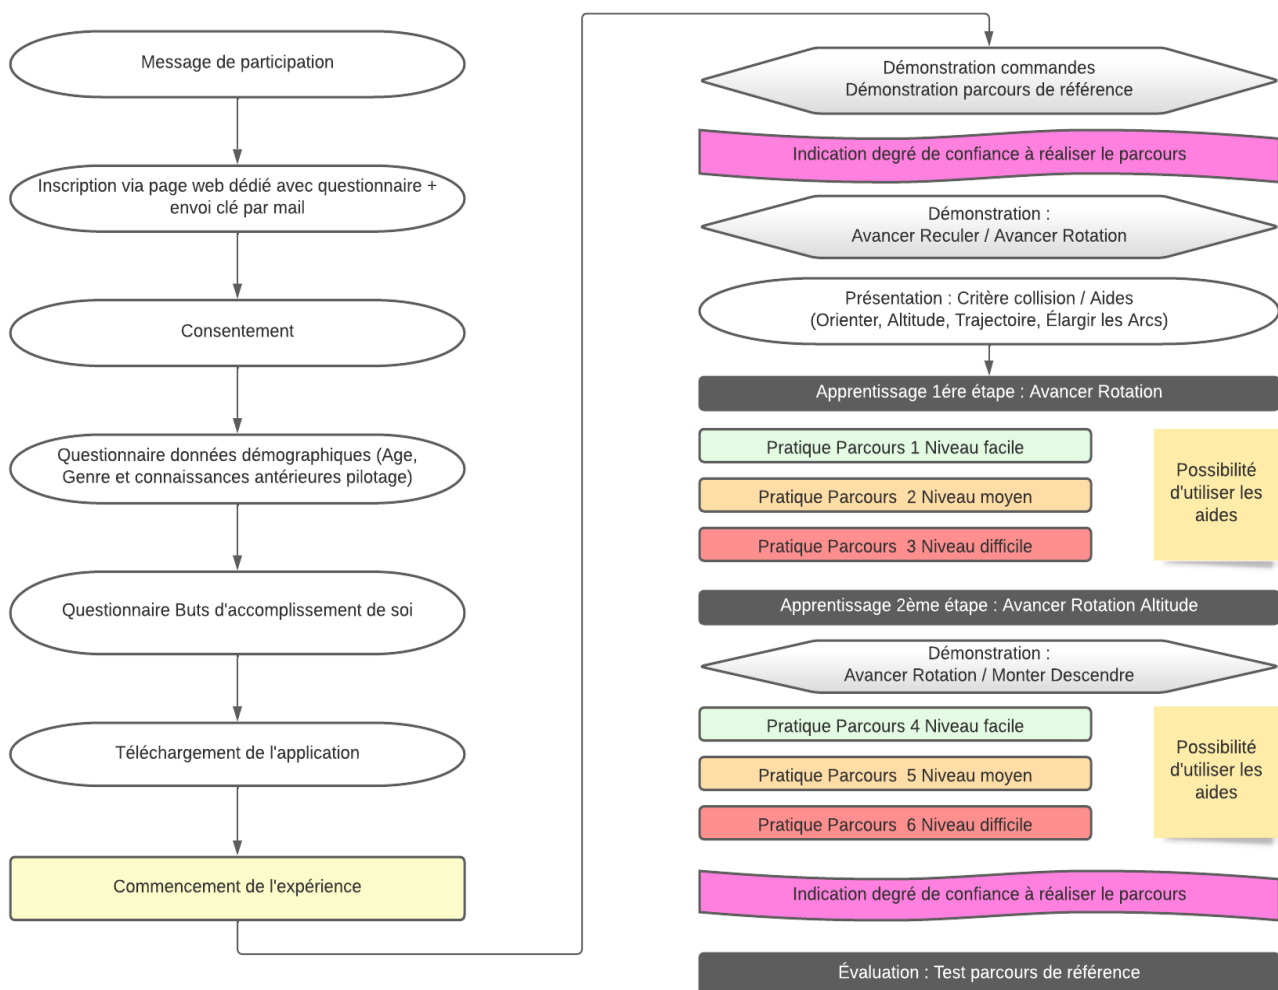 Message de participation
Inscription via page web dédié avec questionnaire +
envoi clé par mail
Consentement
Questionnaire données démographiques (Age,
Genre et connaissances antérieures pilotage)
Questionnaire Buts d'accomplissement de soi
Téléchargement de l'application
Commencement de l'expérience
Démonstration commandes
Démonstration parcours de référence
Indication degré de confiance à réaliser le parcours
Démonstration :
Avancer Reculer / Avancer Rotation
Présentation : Critère collision / Aides
(Orienter, Altitude, Trajectoire, Élargir les Arcs)
Apprentissage 1ére étape : Avancer Rotation
Pratique Parcours 1 Niveau facile
Pratique Parcours 2 Niveau moyen
Pratique Parcours 3 Niveau difficile
Possibilité
d'utiliser les
aides
Apprentissage 2ème étape : Avancer Rotation Altitude
Démonstration :
Avancer Rotation / Monter Descendre
Pratique Parcours 4 Niveau facile
Pratique Parcours 5 Niveau moyen
Pratique Parcours 6 Niveau difficile
Possibilité
d'utiliser les
aides
Indication degré de confiance à réaliser le parcours
Évaluation : Test parcours de référence